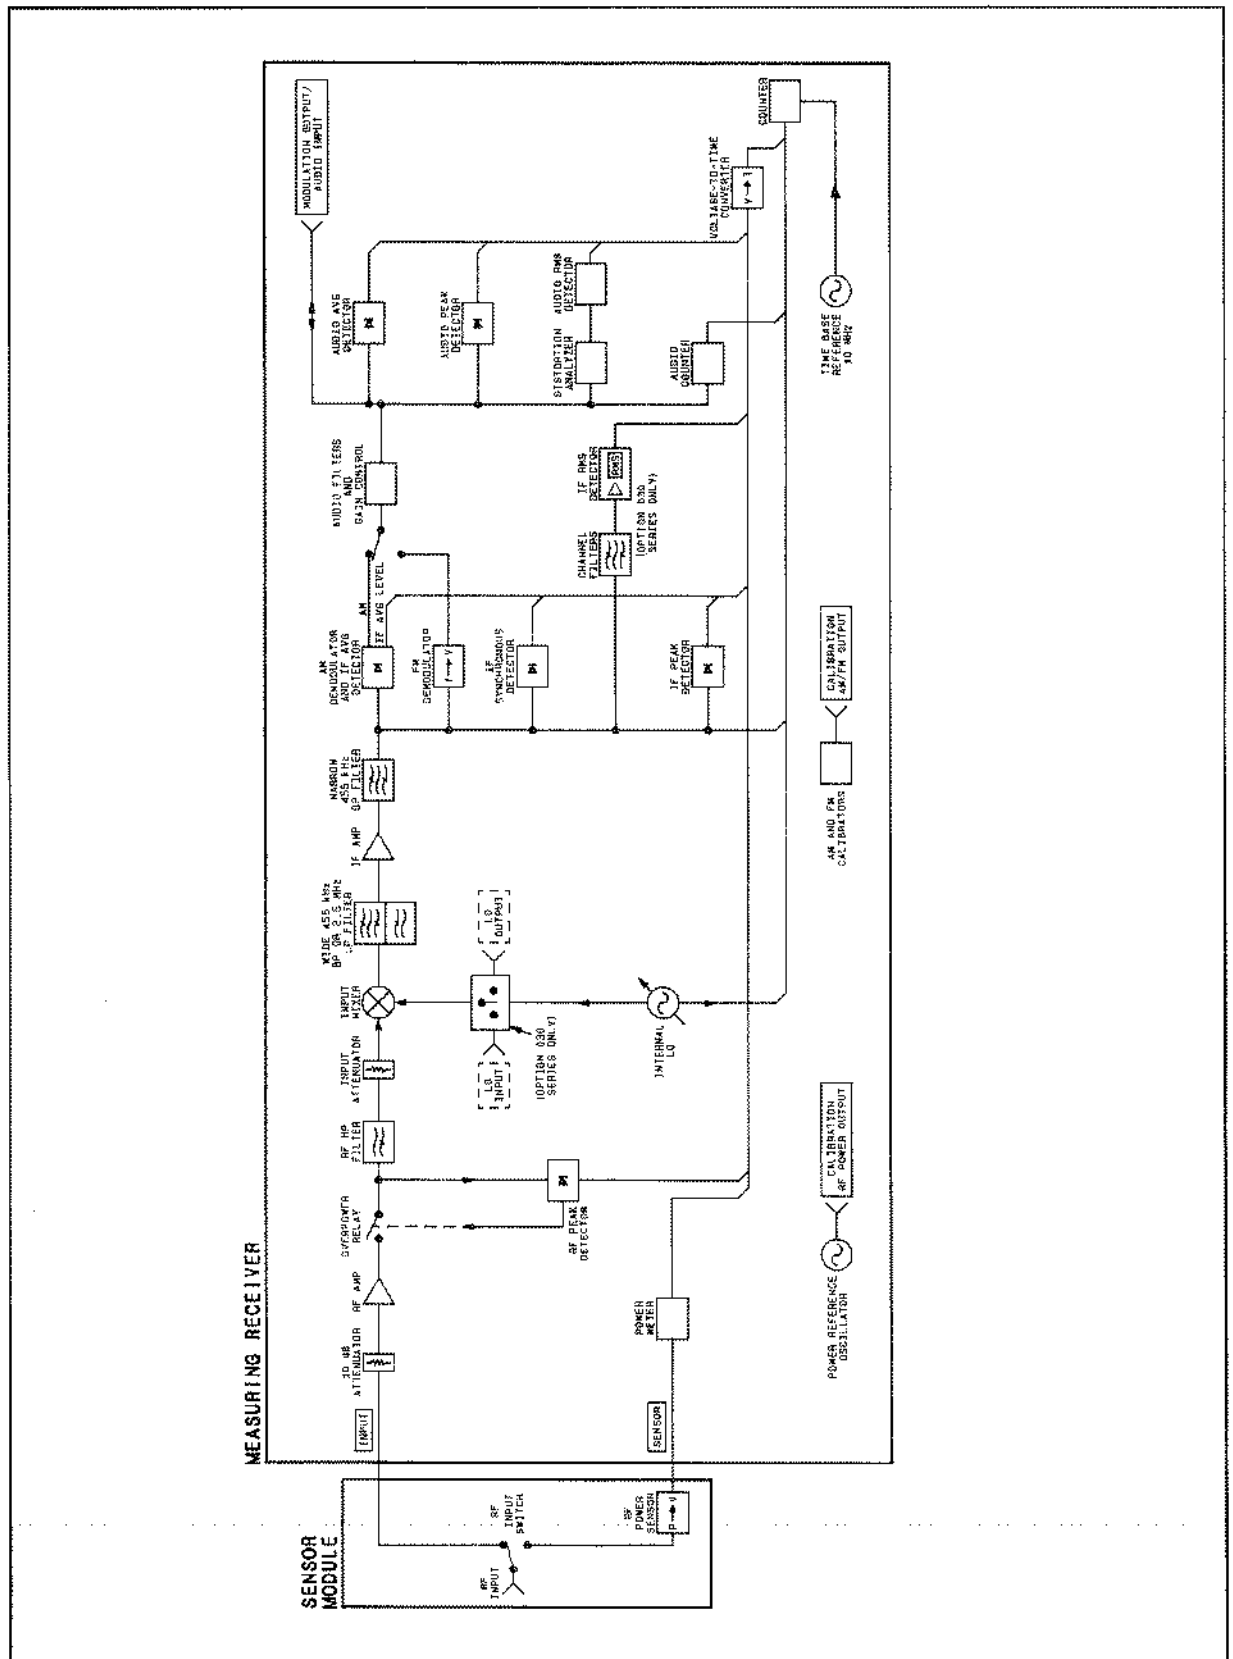 SENSOR
MODULE
RF
INPUT
RF
INPUT
SWITCH
RF
POWER
SENSOR
P→V
MEASURING RECEIVER
INPUT
SENSOR
ATTENUATOR
RF AMP
OVERPOWER
RELAY
RF HP
FILTER
INPUT
ATTENUATOR
INPUT
MIXER
WIDE 455 kHz
BP OR 2.5 MHz
LP FILTER
IF AMP
NARROW
455 kHz
BP FILTER
AM
DEMODULATOR
AND IF AVG
DETECTOR
AM
IF AVG LEVEL
AUDIO FILTERS
AND
GAIN CONTROL
AUDIO AVG
DETECTOR
MODULATION OUTPUT/
AUDIO INPUT
FM
DEMODULATOR
f→V
AUDIO PEAK
DETECTOR
LO
INPUT
LO
OUTPUT
(OPTION 030
SERIES ONLY)
IF
SYNCHRONOUS
DETECTOR
RF PEAK
DETECTOR
CHANNEL
FILTERS
IF RMS
DETECTOR
RMS
(OPTION 030
SERIES ONLY)
DISTORTION
ANALYZER
AUDIO RMS
DETECTOR
POWER
METER
INTERNAL
LO
IF PEAK
DETECTOR
AUDIO
COUNTER
VOLTAGE-TO-TIME
CONVERTER
V→T
COUNTER
POWER REFERENCE
OSCILLATOR
CALIBRATION
RF POWER OUTPUT
AM AND FM
CALIBRATORS
CALIBRATION
AM/FM OUTPUT
TIME BASE
REFERENCE
10 MHz